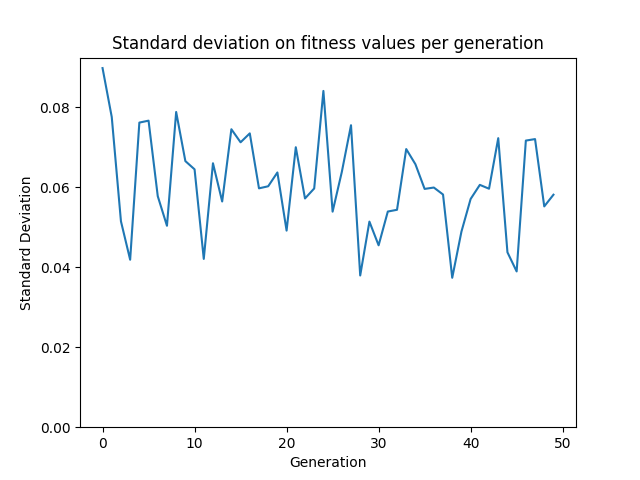 Standard deviation on fitness values per generation
Standard Deviation
0.08
0.06
0.04
0.02
0.00
0 10 20 30 40 50
Generation